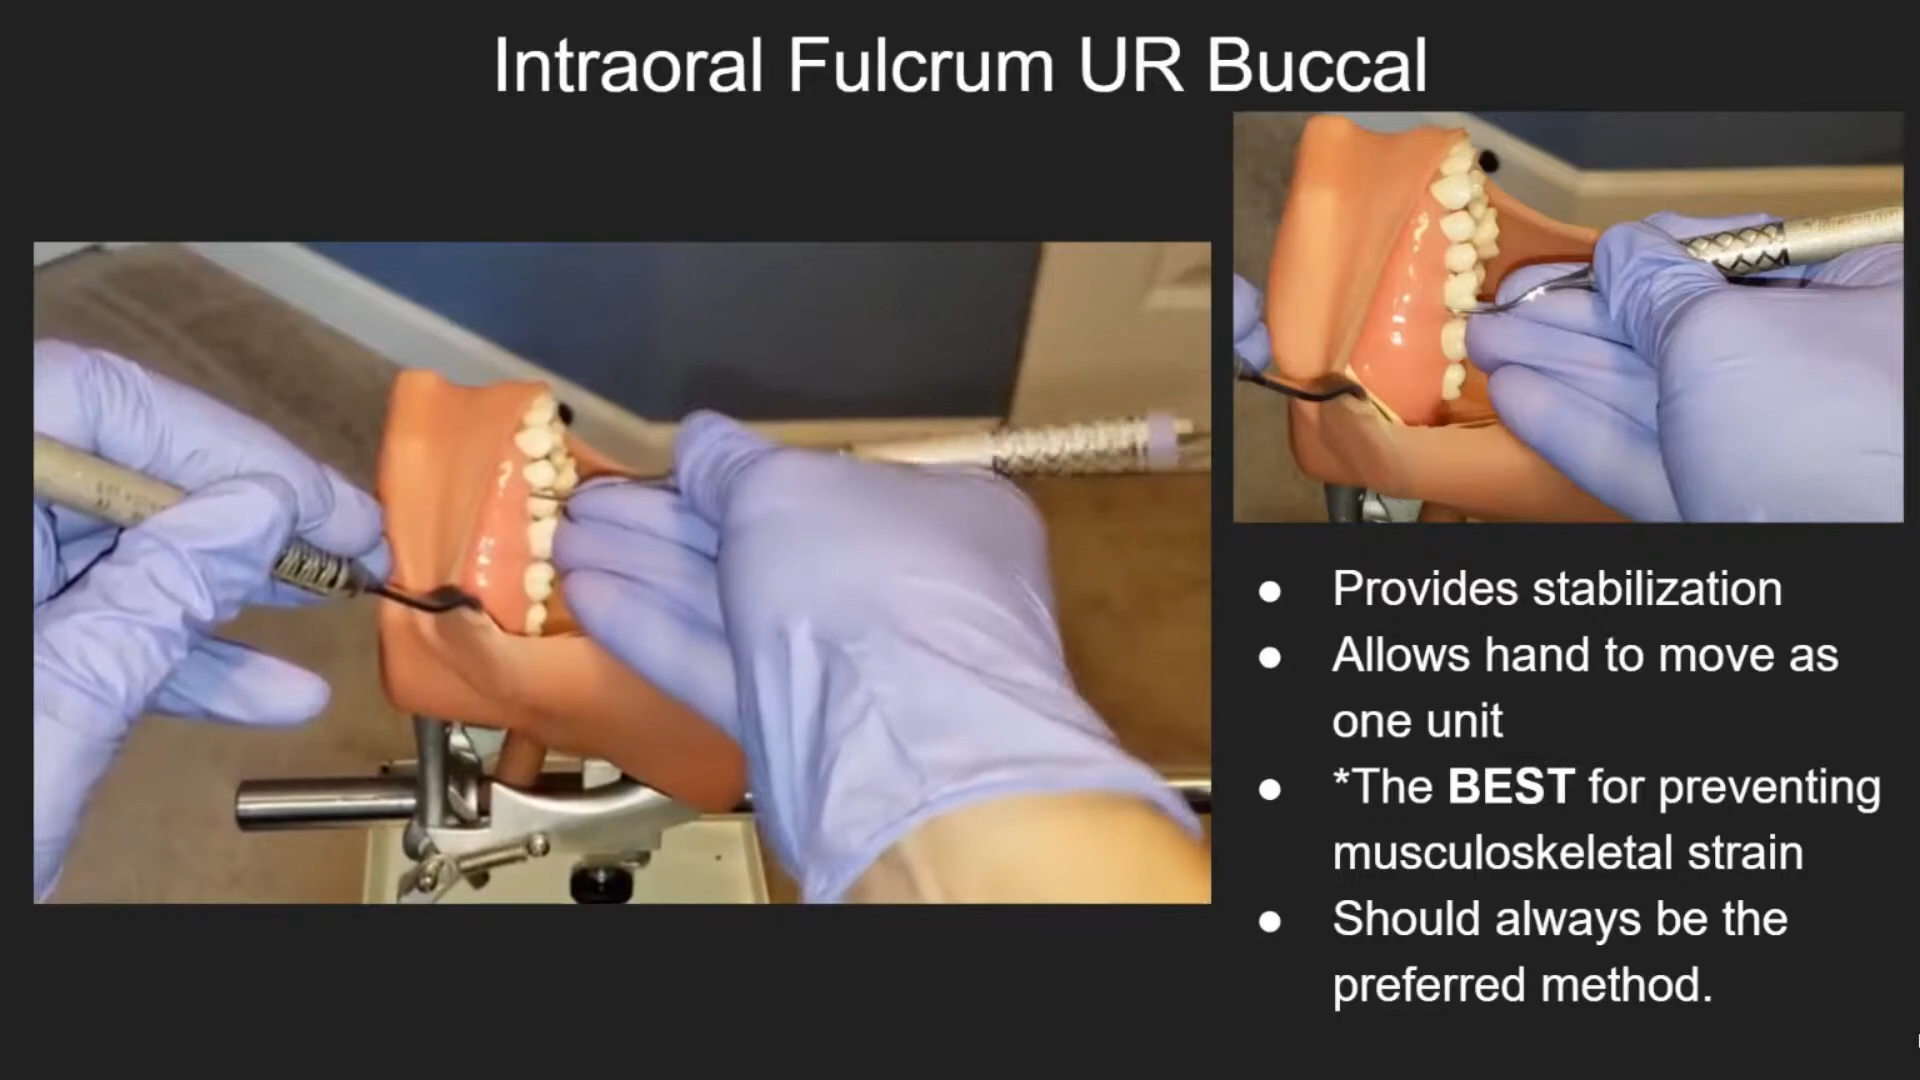 Intraoral Fulcrum UR Buccal
● Provides stabilization
● Allows hand to move as
one unit
● *The BEST for preventing
musculoskeletal strain
● Should always be the
preferred method.